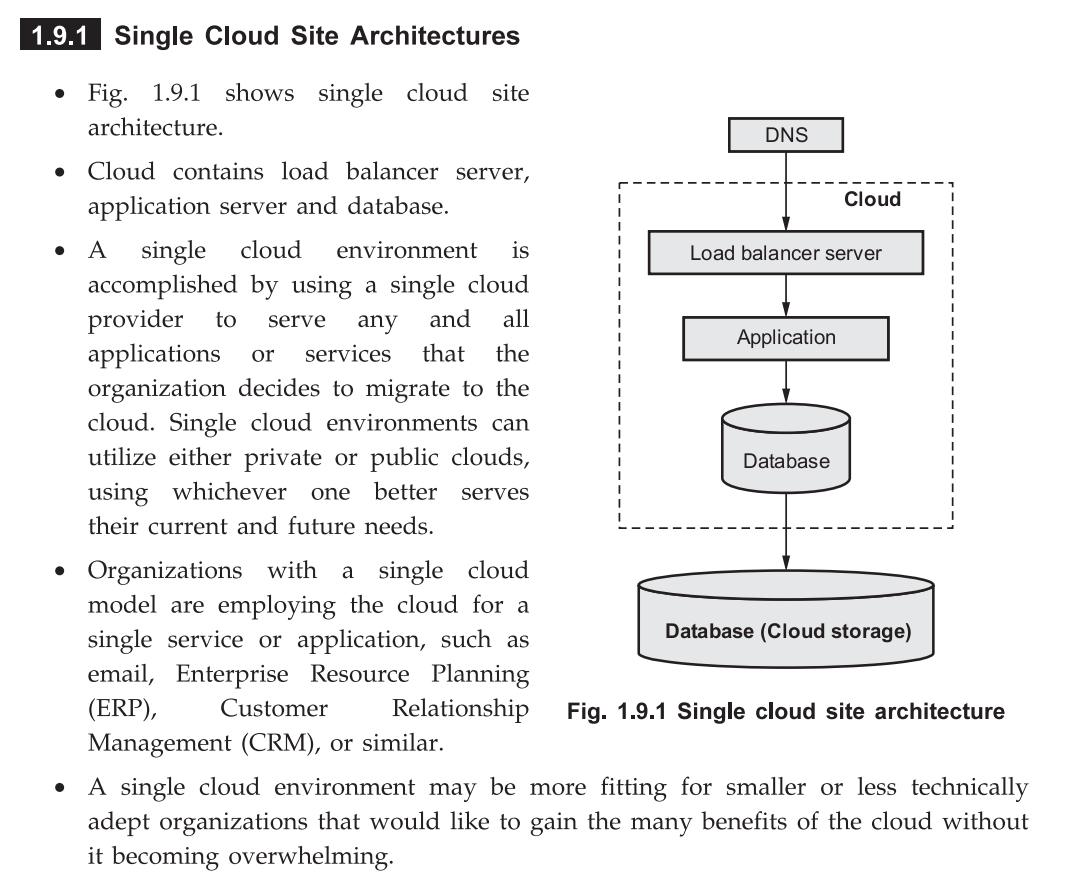 1.9.1 Single Cloud Site Architectures
• Fig. 1.9.1 shows single cloud site
architecture.
• Cloud contains load balancer server,
application server and database.
• A single cloud environment is
accomplished by using a single cloud
provider to serve any and all
applications or services that the
organization decides to migrate to the
cloud. Single cloud environments can
utilize either private or public clouds,
using whichever one better serves
their current and future needs.
• Organizations with a single cloud
model are employing the cloud for a
single service or application, such as
email, Enterprise Resource Planning
(ERP), Customer Relationship
Management (CRM), or similar.
DNS
Cloud
Load balancer server
Application
Database
Database (Cloud storage)
Fig. 1.9.1 Single cloud site architecture
• A single cloud environment may be more fitting for smaller or less technically
adept organizations that would like to gain the many benefits of the cloud without
it becoming overwhelming.